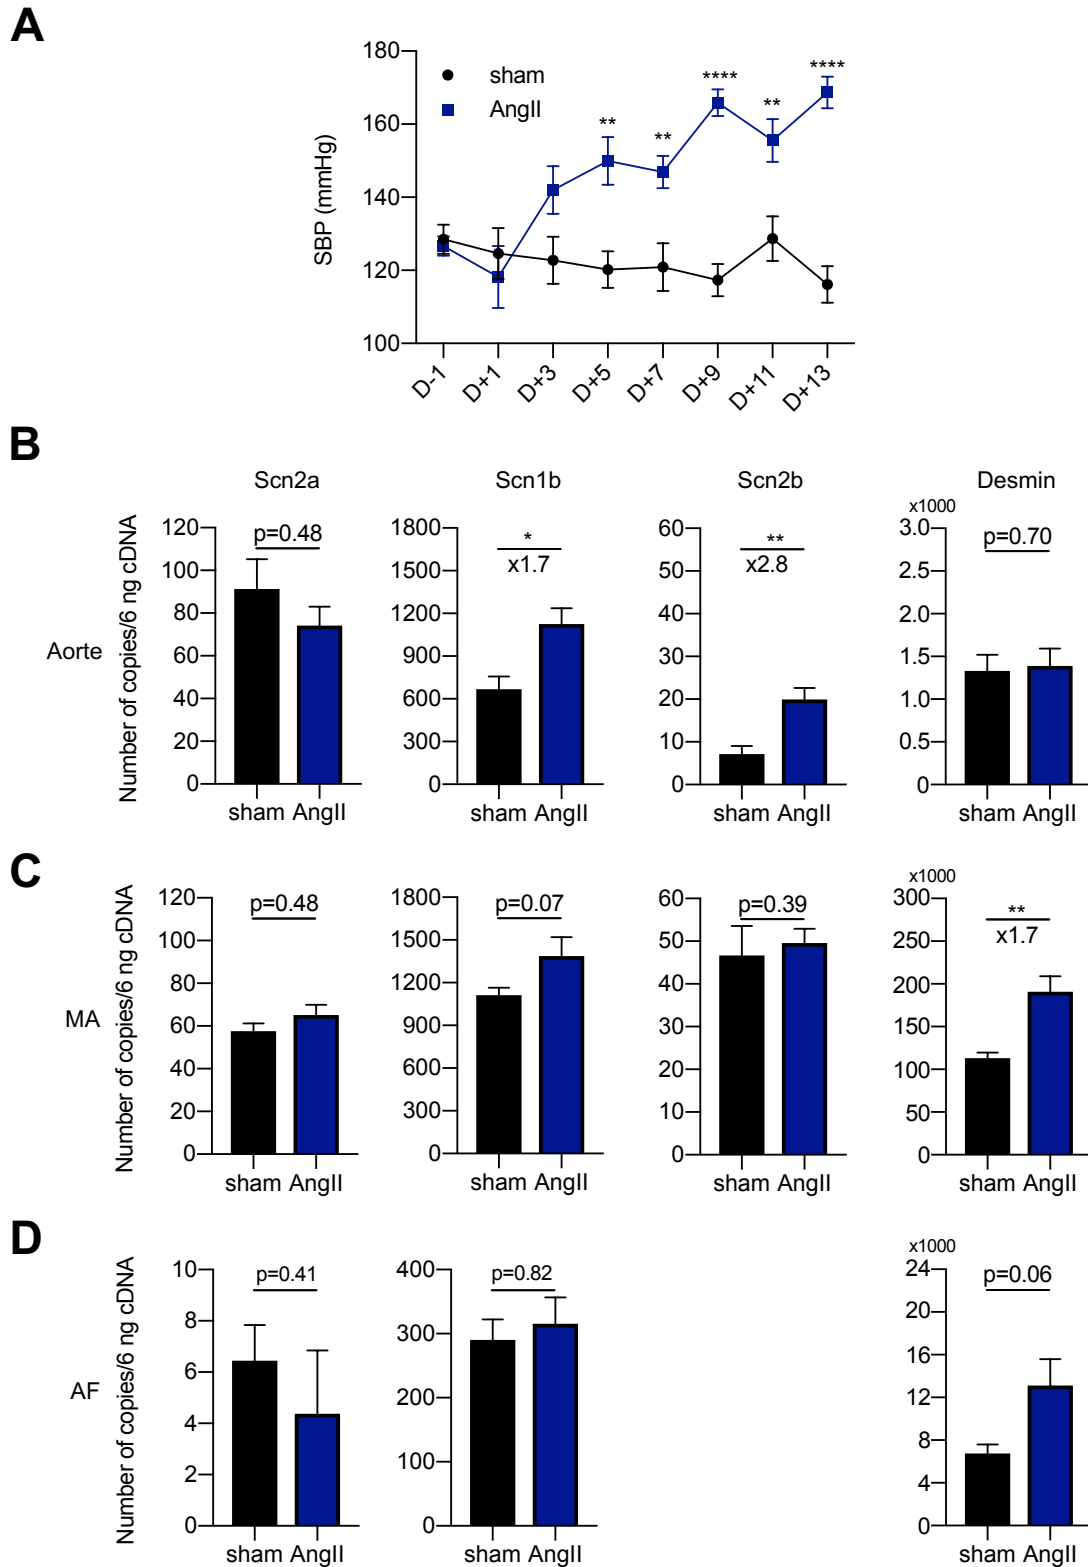 A
180
160
140
120
100
SBP (mmHg)
sham
AngII
**
**
****
**
****
D-1
D+1
D+3
D+5
D+7
D+9
D+11
D+13
B
Scn2a
Scn1b
Scn2b
Desmin
Aorte
Number of copies/6 ng cDNA
120
100
80
60
40
20
0
p=0.48
sham AngII
1800
1500
1200
900
600
300
0
*
x1.7
sham AngII
60
50
40
30
20
10
0
**
x2.8
sham AngII
x1000
3.0
2.5
2.0
1.5
1.0
0.5
0
p=0.70
sham AngII
C
MA
Number of copies/6 ng cDNA
120
100
80
60
40
20
0
p=0.48
sham AngII
1800
1500
1200
900
600
300
0
p=0.07
sham AngII
60
50
40
30
20
10
0
p=0.39
sham AngII
x1000
300
250
200
150
100
50
0
**
x1.7
sham AngII
D
AF
Number of copies/6 ng cDNA
10
8
6
4
2
0
p=0.41
sham AngII
400
300
200
100
0
p=0.82
sham AngII
x1000
24
20
16
12
8
4
0
p=0.06
sham AngII